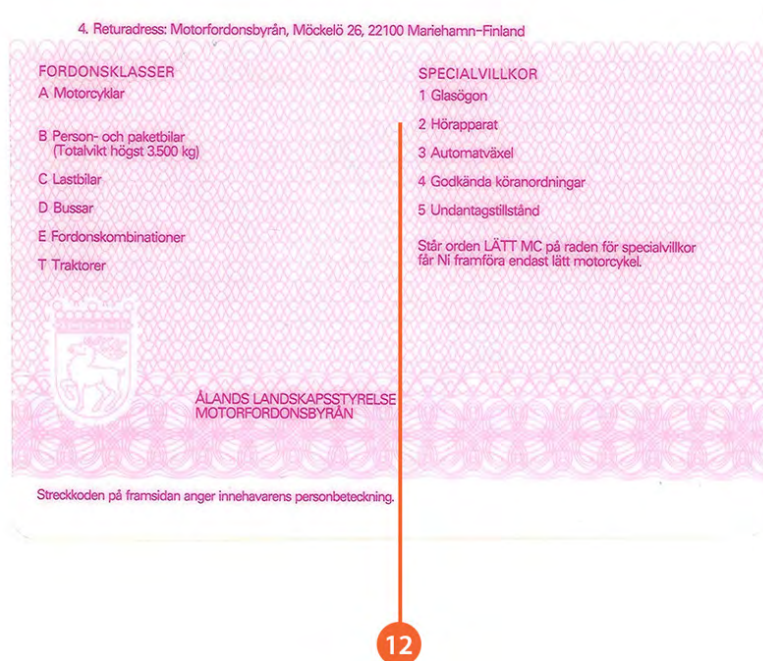 4. Returadress: Motorfordonsbyrån, Möckelö 26, 22100 Mariehamn-Finland
FORDONSKLASSER
A Motorcyklar
B Person- och paketbilar
(Totalvikt högst 3.500 kg)
C Lastbilar
D Bussar
E Fordonskombinationer
T Traktorer
ÅLANDS LANDSKAPSSTYRELSE
MOTORFORDONSBYRÅN
SPECIALVILLKOR
1 Glasögon
2 Hörapparat
3 Automatväxel
4 Godkända köranordningar
5 Undantagstillstånd
Står orden LÄTT MC på raden för specialvillkor
får Ni framföra endast lätt motorcykel.
Streckkoden på framsidan anger innehavarens personbeteckning.
12